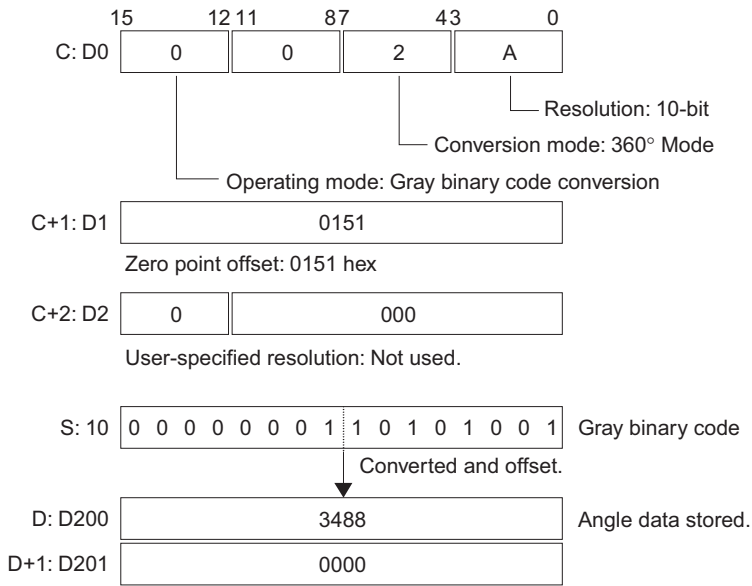 15 12 11 8 7 4 3 0
C: D0 0 0 2 A
Resolution: 10-bit
Conversion mode: 360° Mode
Operating mode: Gray binary code conversion
C+1: D1 0151
Zero point offset: 0151 hex
C+2: D2 0 000
User-specified resolution: Not used.
S: 10 0 0 0 0 0 0 0 1 1 0 1 0 1 0 0 1 Gray binary code
Converted and offset.
D: D200 3488 Angle data stored.
D+1: D201 0000